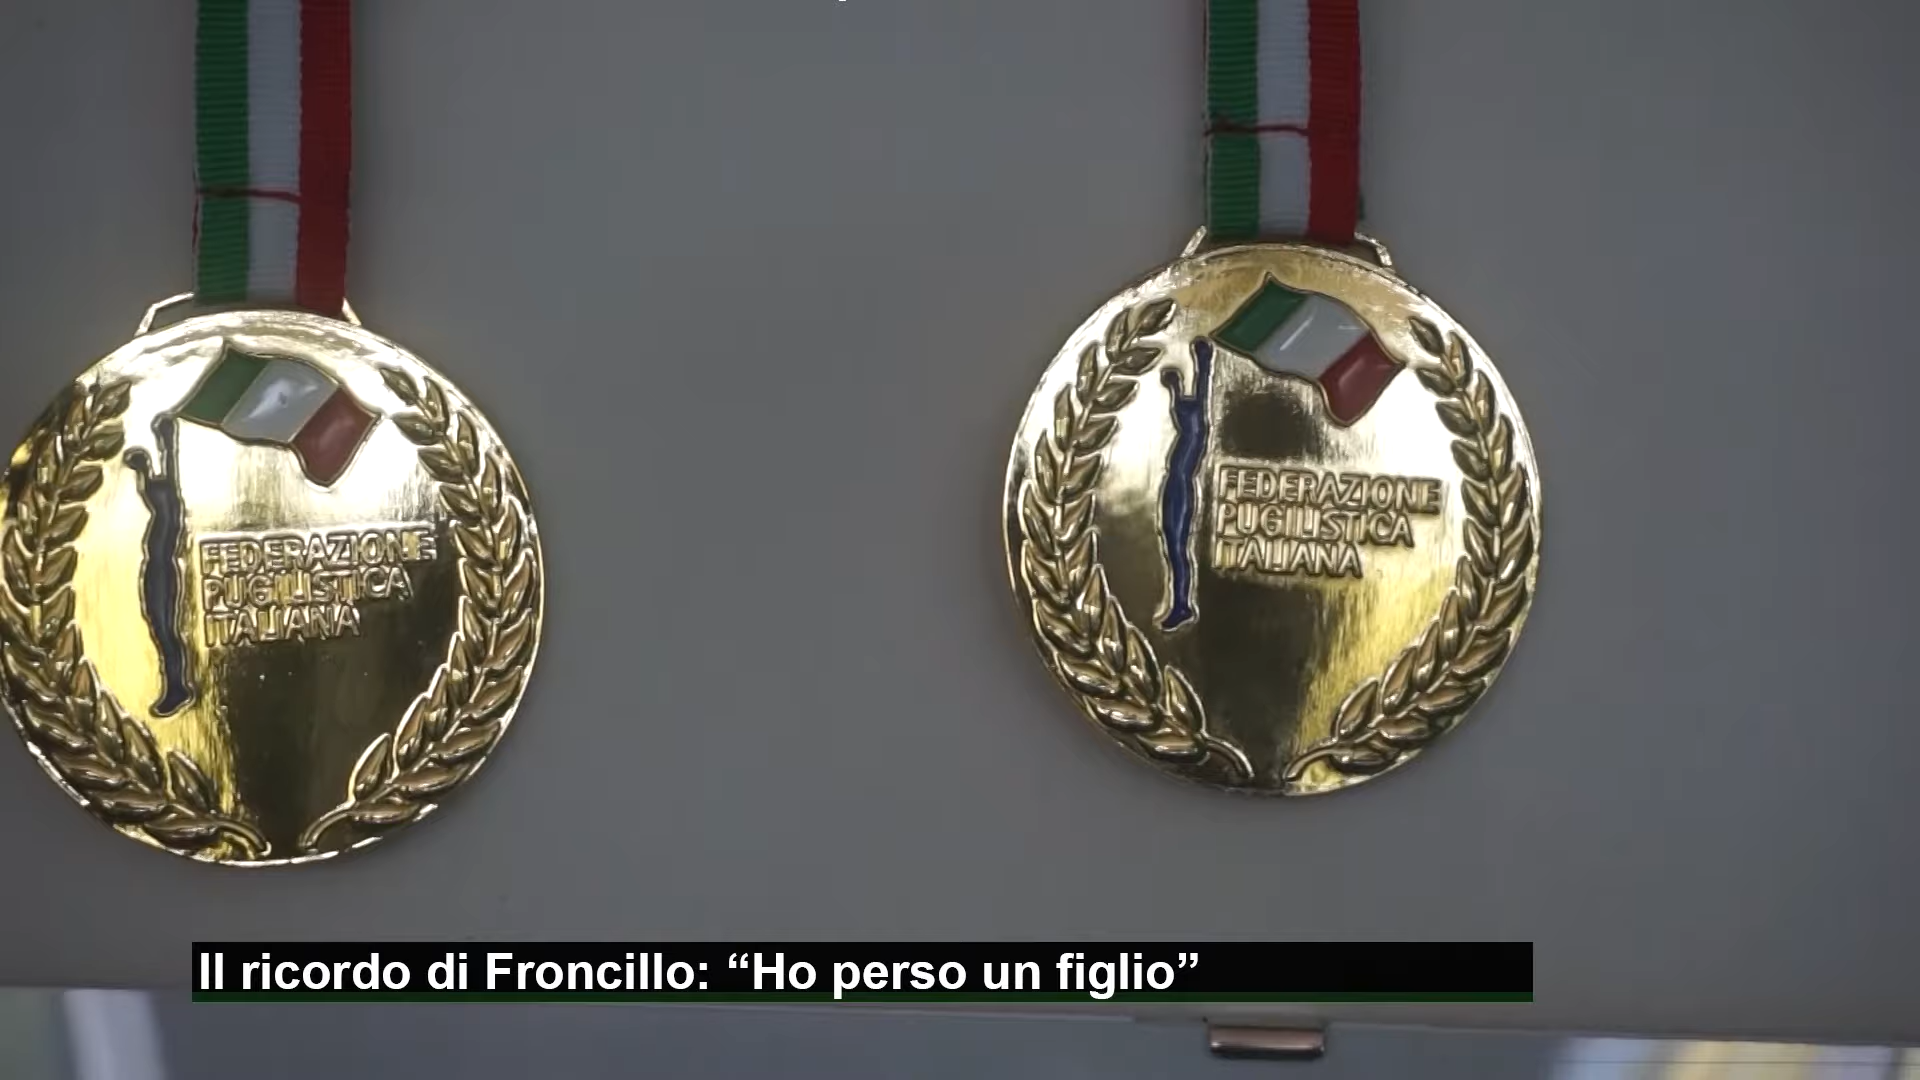 FEDERAZIONE
PUGILISTICA
ITALIANA
FEDERAZIONE
PUGILISTICA
ITALIANA
Il ricordo di Froncillo: “Ho perso un figlio”